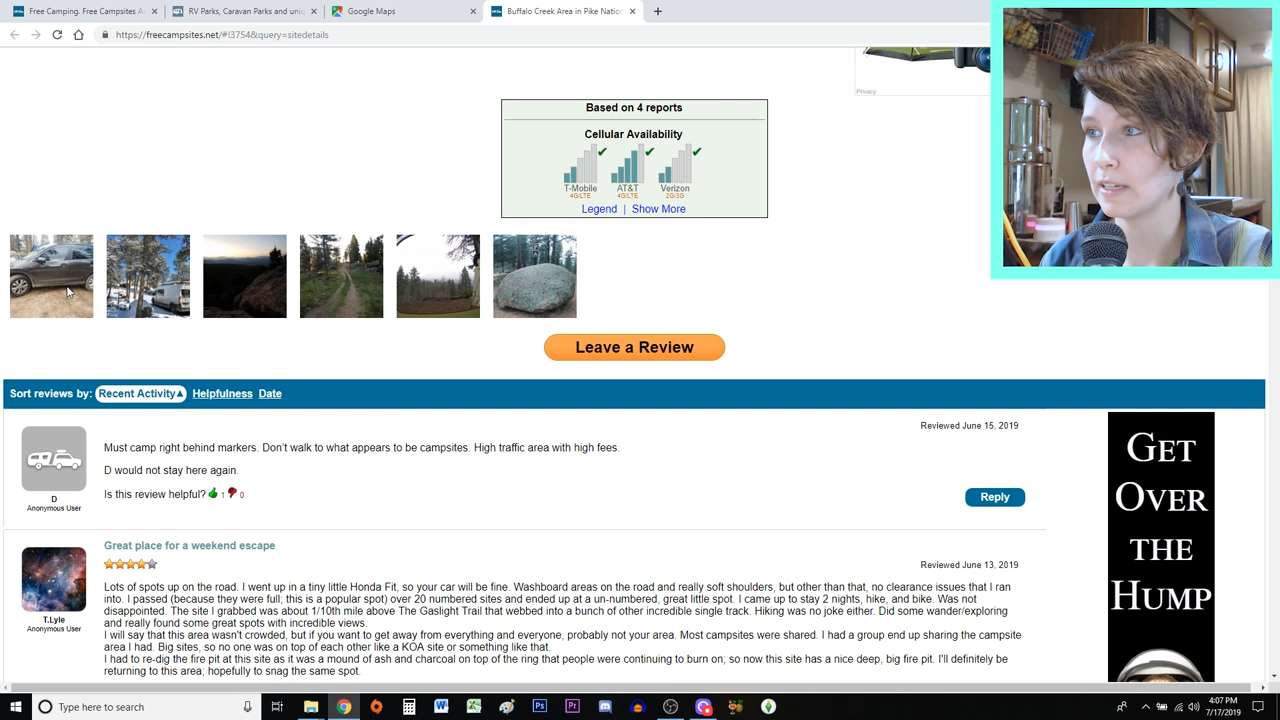 Free Camping. Free Campsites A
RV Parks, Caravan Parks and uniq
Google Maps
Buffalo Creek Area in Pike Nation
https://freecampsites.net/#!3754&query=sitedetails
Privacy
Based on 4 reports
Cellular Availability
T-Mobile AT&T Verizon
4G/LTE 4G/LTE 2G/3G
Legend | Show More
Leave a Review
Sort reviews by: Recent Activity▲ Helpfulness Date
Reviewed June 15, 2019
Must camp right behind markers. Don't walk to what appears to be campsites. High traffic area with high fees.
D would not stay here again.
Is this review helpful? 1 0
Reply
D
Anonymous User
Great place for a weekend escape
Reviewed June 13, 2019
Lots of spots up on the road. I went up in a tiny little Honda Fit, so your car will be fine. Washboard areas on the road and really soft shoulders, but other than that, no clearance issues that I ran
into. I passed (because they were full; this is a popular spot) over 20 numbered sites and ended up at a un-numbered, great little spot. I came up to stay 2 nights, hike, and bike. Was not
disappointed. The site I grabbed was about 1/10th mile above The Gaslight Trail that webbed into a bunch of other incredible single track. Hiking was no joke either. Did some wander/exploring
and really found some great spots with incredible views.
I will say that this area wasn't crowded, but if you want to get away from everything and everyone, probably not your area. Most campsites were shared. I had a group end up sharing the campsite
area I had. Big sites, so no one was on top of each other like a KOA site or something like that.
I had to re-dig the fire pit at this site as it was a mound of ash and charcoal on top of the ring that people were continuing to burn on; so now this site has a nice deep, big fire pit. I'll definitely be
returning to this area; hopefully to snag the same spot.
T.Lyle
Anonymous User
GET
OVER
THE
HUMP
Type here to search
4:07 PM
7/17/2019